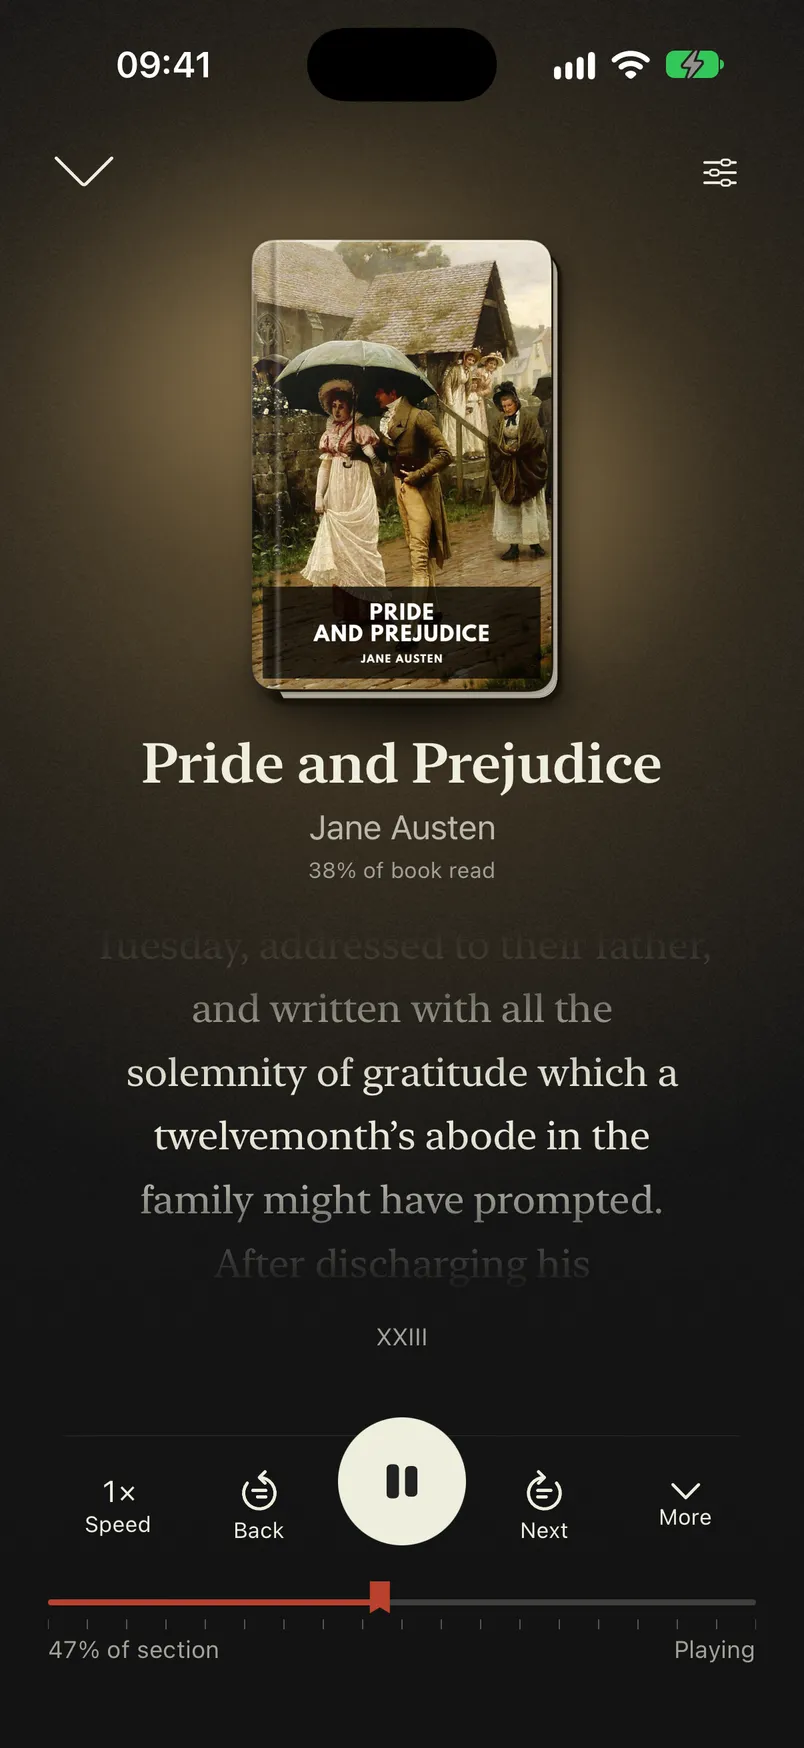 09:41
PRIDE
AND PREJUDICE
JANE AUSTEN
Pride and Prejudice
Jane Austen
38% of book read
Tuesday, addressed to their father,
and written with all the
solemnity of gratitude which a
twelvemonth’s abode in the
family might have prompted.
After discharging his
XXIII
1×
Speed
Back
Next
More
47% of section
Playing